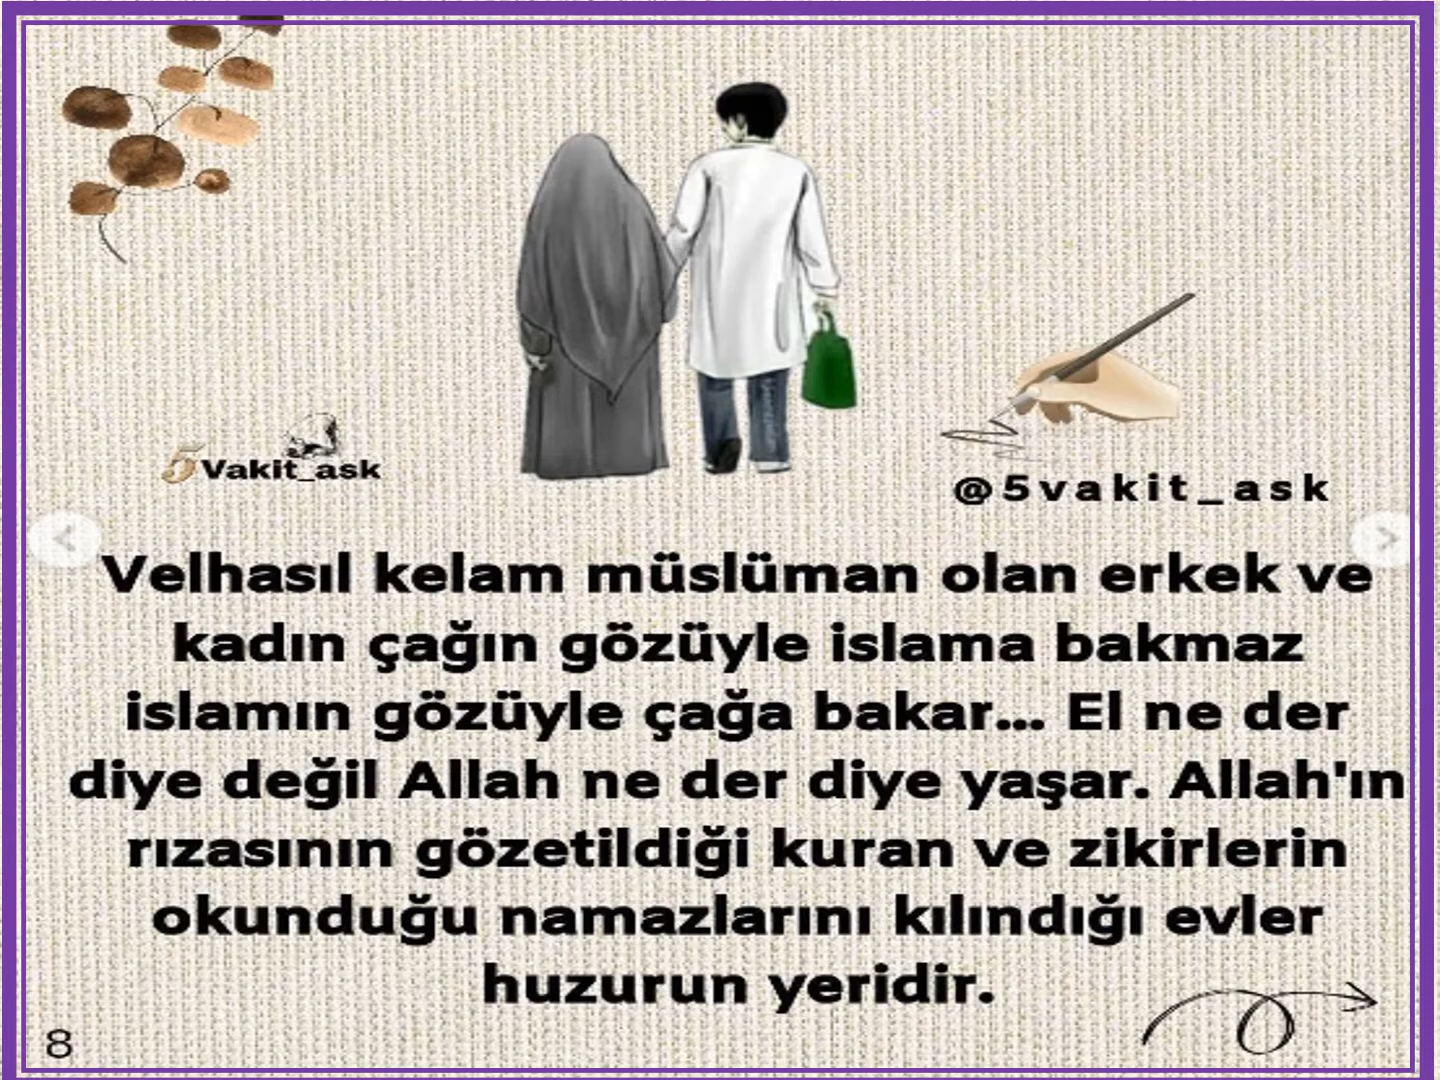 5 Vakit_ask
@5vakit_ask
Velhasıl kelam müslüman olan erkek ve
kadın çağın gözüyle islama bakmaz
islamın gözüyle çağa bakar... El ne der
diye değil Allah ne der diye yaşar. Allah'ın
rızasının gözetildiği kuran ve zikirlerin
okunduğu namazlarını kılındığı evler
huzurun yeridir.
8